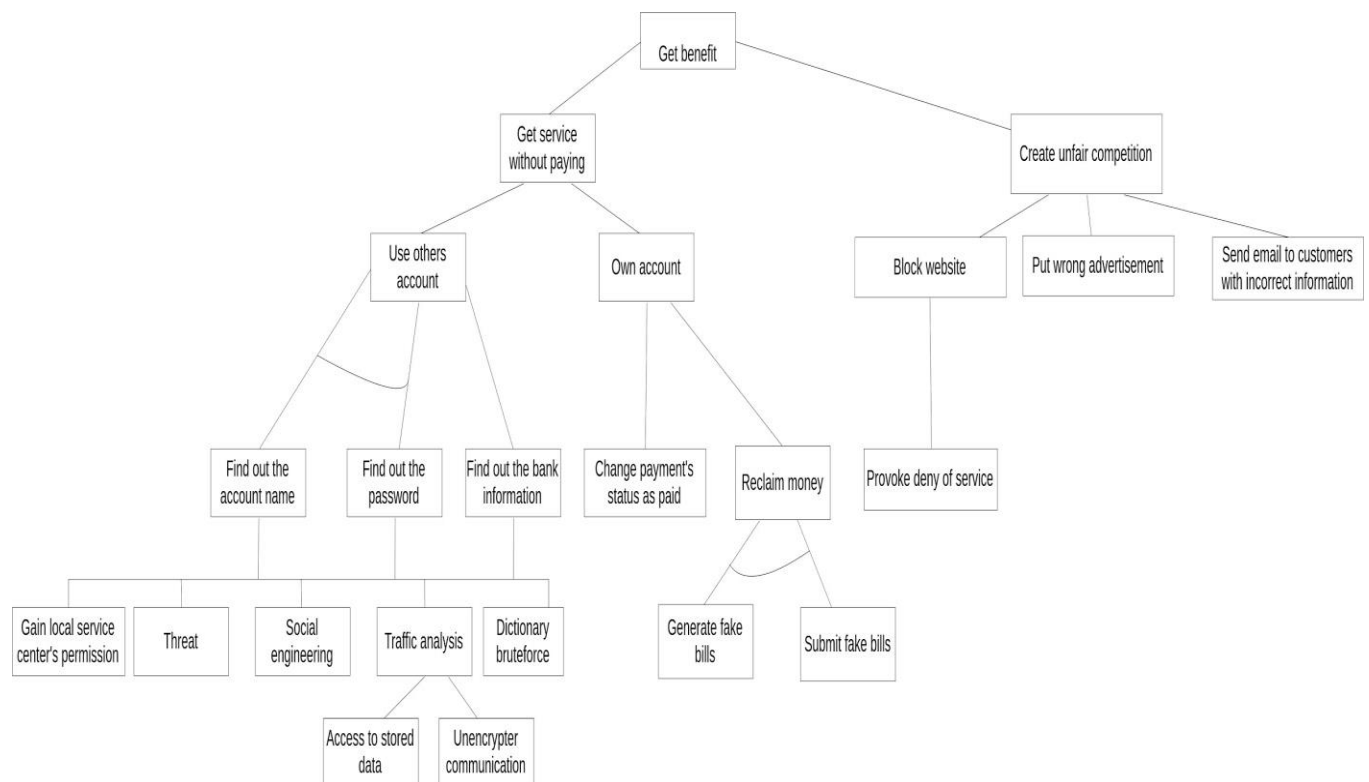 Get benefit
Get service
without paying
Create unfair competition
Use others
account
Own account
Block website
Put wrong advertisement
Send email to customers
with incorrect information
Find out the
account name
Find out the
password
Find out the bank
information
Change payment's
status as paid
Reclaim money
Provoke deny of service
Gain local service
center's permission
Threat
Social
engineering
Traffic analysis
Dictionary
bruteforce
Generate fake
bills
Submit fake bills
Access to stored
data
Unencrypter
communication